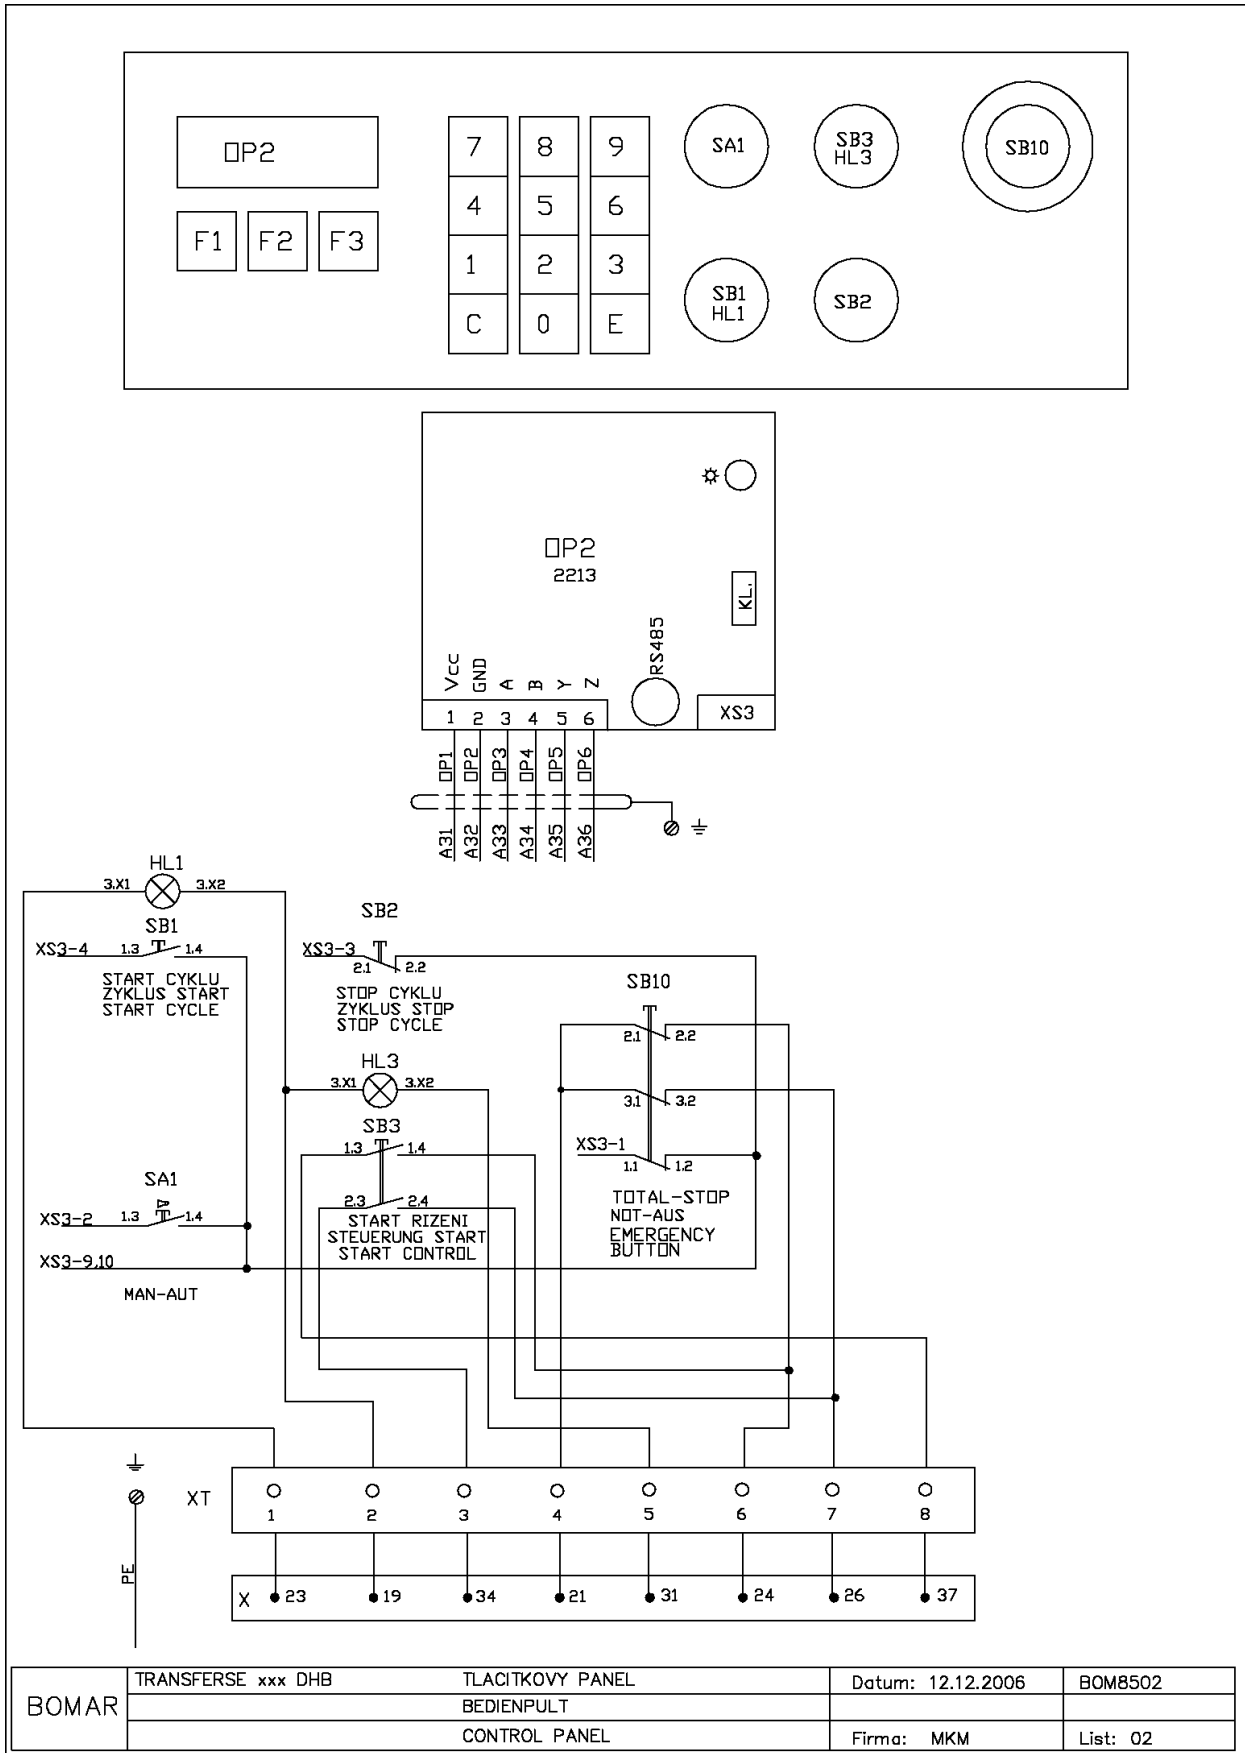 OP2
F1 F2 F3
7 8 9
4 5 6
1 2 3
C 0 E
SA1
SB3
HL3
SB10
SB1
HL1
SB2
OP2
2213
KL.
RS485
XS3
Vcc GND A B Y Z
1 2 3 4 5 6
OP1 OP2 OP3 OP4 OP5 OP6
A31 A32 A33 A34 A35 A36
HL1
3.X1 3.X2
SB1
XS3-4 1.3 1.4
START CYKLU
ZYKLUS START
START CYCLE
SB2
XS3-3
2.1 2.2
STOP CYKLU
ZYKLUS STOP
STOP CYCLE
SB10
2.1 2.2
3.1 3.2
XS3-1
1.1 1.2
TOTAL-STOP
NOT-AUS
EMERGENCY
BUTTON
HL3
3.X1 3.X2
SB3
1.3 1.4
2.3 2.4
START RIZENI
STEUERUNG START
START CONTROL
SA1
XS3-2 1.3 1.4
XS3-9,10
MAN-AUT
XT
1 2 3 4 5 6 7 8
PE
X 23 19 34 21 31 24 26 37
BOMAR
TRANSFERSE xxx DHB TLACITKOVY PANEL Datum: 12.12.2006 BOM8502
BEDIENPULT
CONTROL PANEL Firma: MKM List: 02